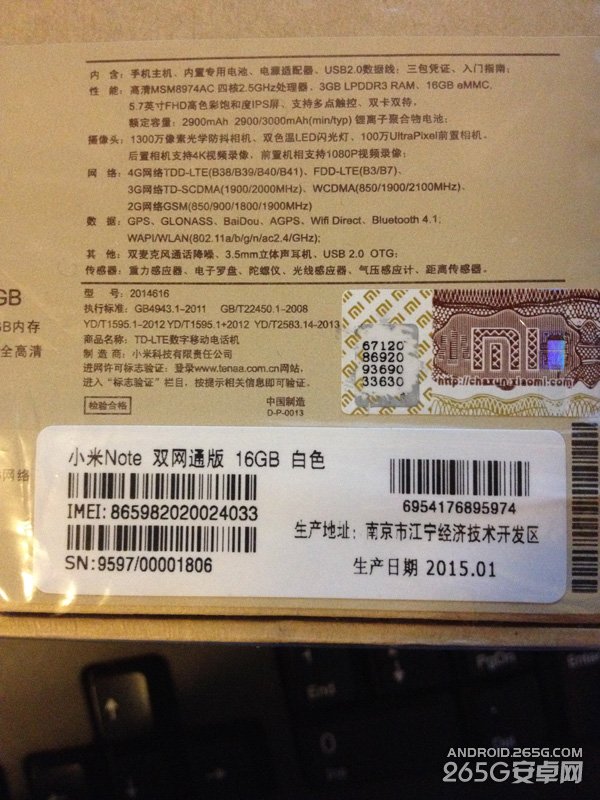 内 含：手机主机、内置专用电池、电源适配器、USB2.0数据线；三包凭证、入门指南；
性 能：高清MSM8974AC 四核2.5GHz处理器、3GB LPDDR3 RAM、16GB eMMC，
5.7英寸FHD高色彩饱和度IPS屏，支持多点触控，双卡双待。
额定容量：2900mAh 2900/3000mAh(min/typ) 锂离子聚合物电池；
摄像头：1300万像素光学防抖相机、双色温LED闪光灯、100万UltraPixel前置相机。
后置相机支持4K视频录像，前置机相支持1080P视频录像；
网 络：4G网络TDD-LTE(B38/B39/B40/B41)、FDD-LTE(B3/B7)、
3G网络TD-SCDMA(1900/2000MHz)、WCDMA(850/1900/2100MHz)、
2G网络GSM(850/900/1800/1900MHz)
数 据：GPS、GLONASS、BaiDou、AGPS、Wifi Direct、Bluetooth 4.1、
WAPI/WLAN(802.11a/b/g/n/ac2.4/GHz)；
其 他：双麦克风通话降噪、3.5mm立体声耳机、USB 2.0 OTG；
传感器：重力感应器、电子罗盘、陀螺仪、光线感应器、气压感应计、距离传感器。
GB
GB内存
全高清
网络
型 号：2014616
执行标准：GB4943.1-2011 GB/T22450.1-2008
YD/T1595.1-2012 YD/T1595.1+2012 YD/T2583.14-2013
商品名称：TD-LTE数字移动电话机
制 造 商：小米科技有限责任公司
进网许可标志验证：登录www.tenaa.com.cn网站，
进入“标志验证”栏目，按提示相关信息即可验证。
检验合格
中国制造
D-P-0013
67120
86920
93690
33630
MI
http://chaxun.xiaomi.com/
小米Note 双网通版 16GB 白色
IMEI:865982020024033
SN:9597/00001806
6954176895974
生产地址：南京市江宁经济技术开发区
生产日期 2015.01
PgDn
Enter
1
End
0
Ins
Del
ANDROID.265G.COM
265G安卓网